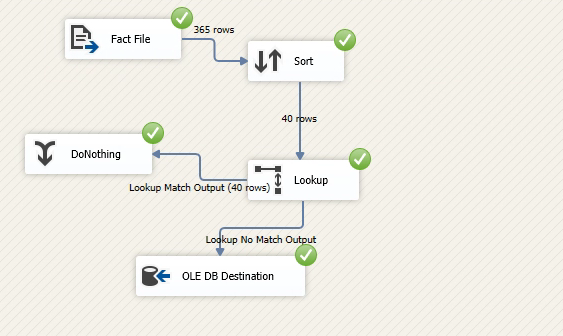 Fact File
365 rows
Sort
40 rows
DoNothing
Lookup
Lookup Match Output (40 rows)
Lookup No Match Output
OLE DB Destination